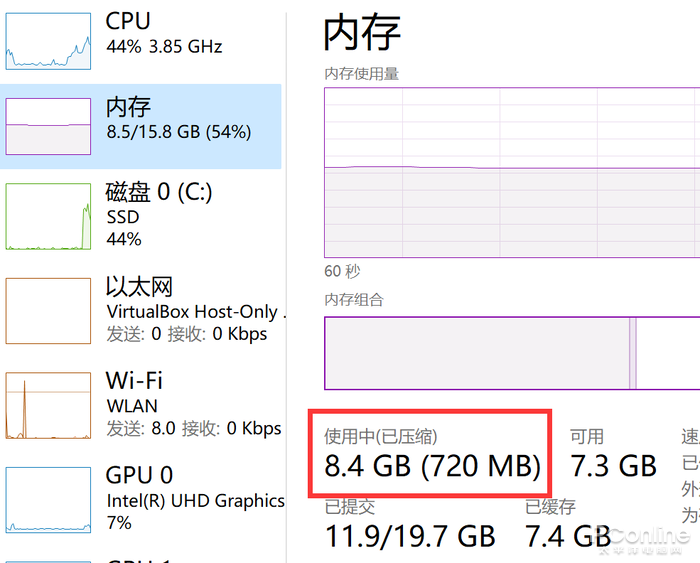 CPU
44% 3.85 GHz
内存
8.5/15.8 GB (54%)
磁盘 0 (C:)
SSD
44%
以太网
VirtualBox Host-Only .
发送: 0 接收: 0 Kbps
Wi-Fi
WLAN
发送: 8.0 接收: 0 Kbps
GPU 0
Intel(R) UHD Graphics
7%
内存
内存使用量
60 秒
内存组合
使用中(已压缩)
8.4 GB (720 MB)
可用
7.3 GB
已提交
11.9/19.7 GB
已缓存
7.4 GB
速
已
外
为
PConline
太平洋电脑网